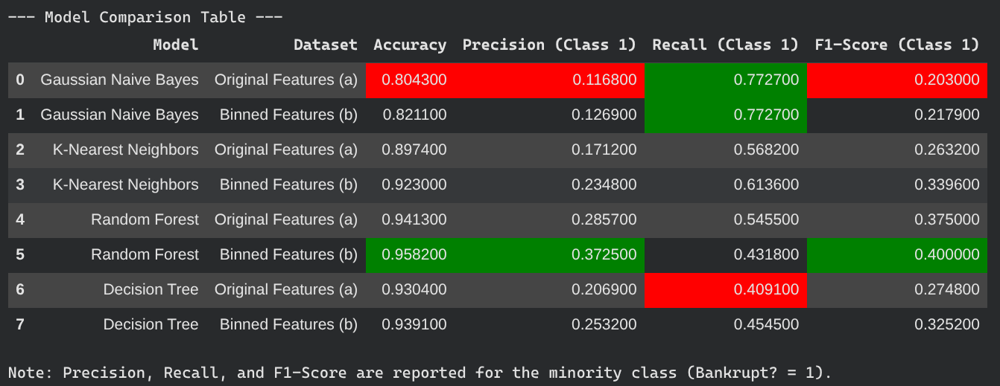 --- Model Comparison Table ---
Model Dataset Accuracy Precision (Class 1) Recall (Class 1) F1-Score (Class 1)
0 Gaussian Naive Bayes Original Features (a) 0.804300 0.116800 0.772700 0.203000
1 Gaussian Naive Bayes Binned Features (b) 0.821100 0.126900 0.772700 0.217900
2 K-Nearest Neighbors Original Features (a) 0.897400 0.171200 0.568200 0.263200
3 K-Nearest Neighbors Binned Features (b) 0.923000 0.234800 0.613600 0.339600
4 Random Forest Original Features (a) 0.941300 0.285700 0.545500 0.375000
5 Random Forest Binned Features (b) 0.958200 0.372500 0.431800 0.400000
6 Decision Tree Original Features (a) 0.930400 0.206900 0.409100 0.274800
7 Decision Tree Binned Features (b) 0.939100 0.253200 0.454500 0.325200
Note: Precision, Recall, and F1-Score are reported for the minority class (Bankrupt? = 1).